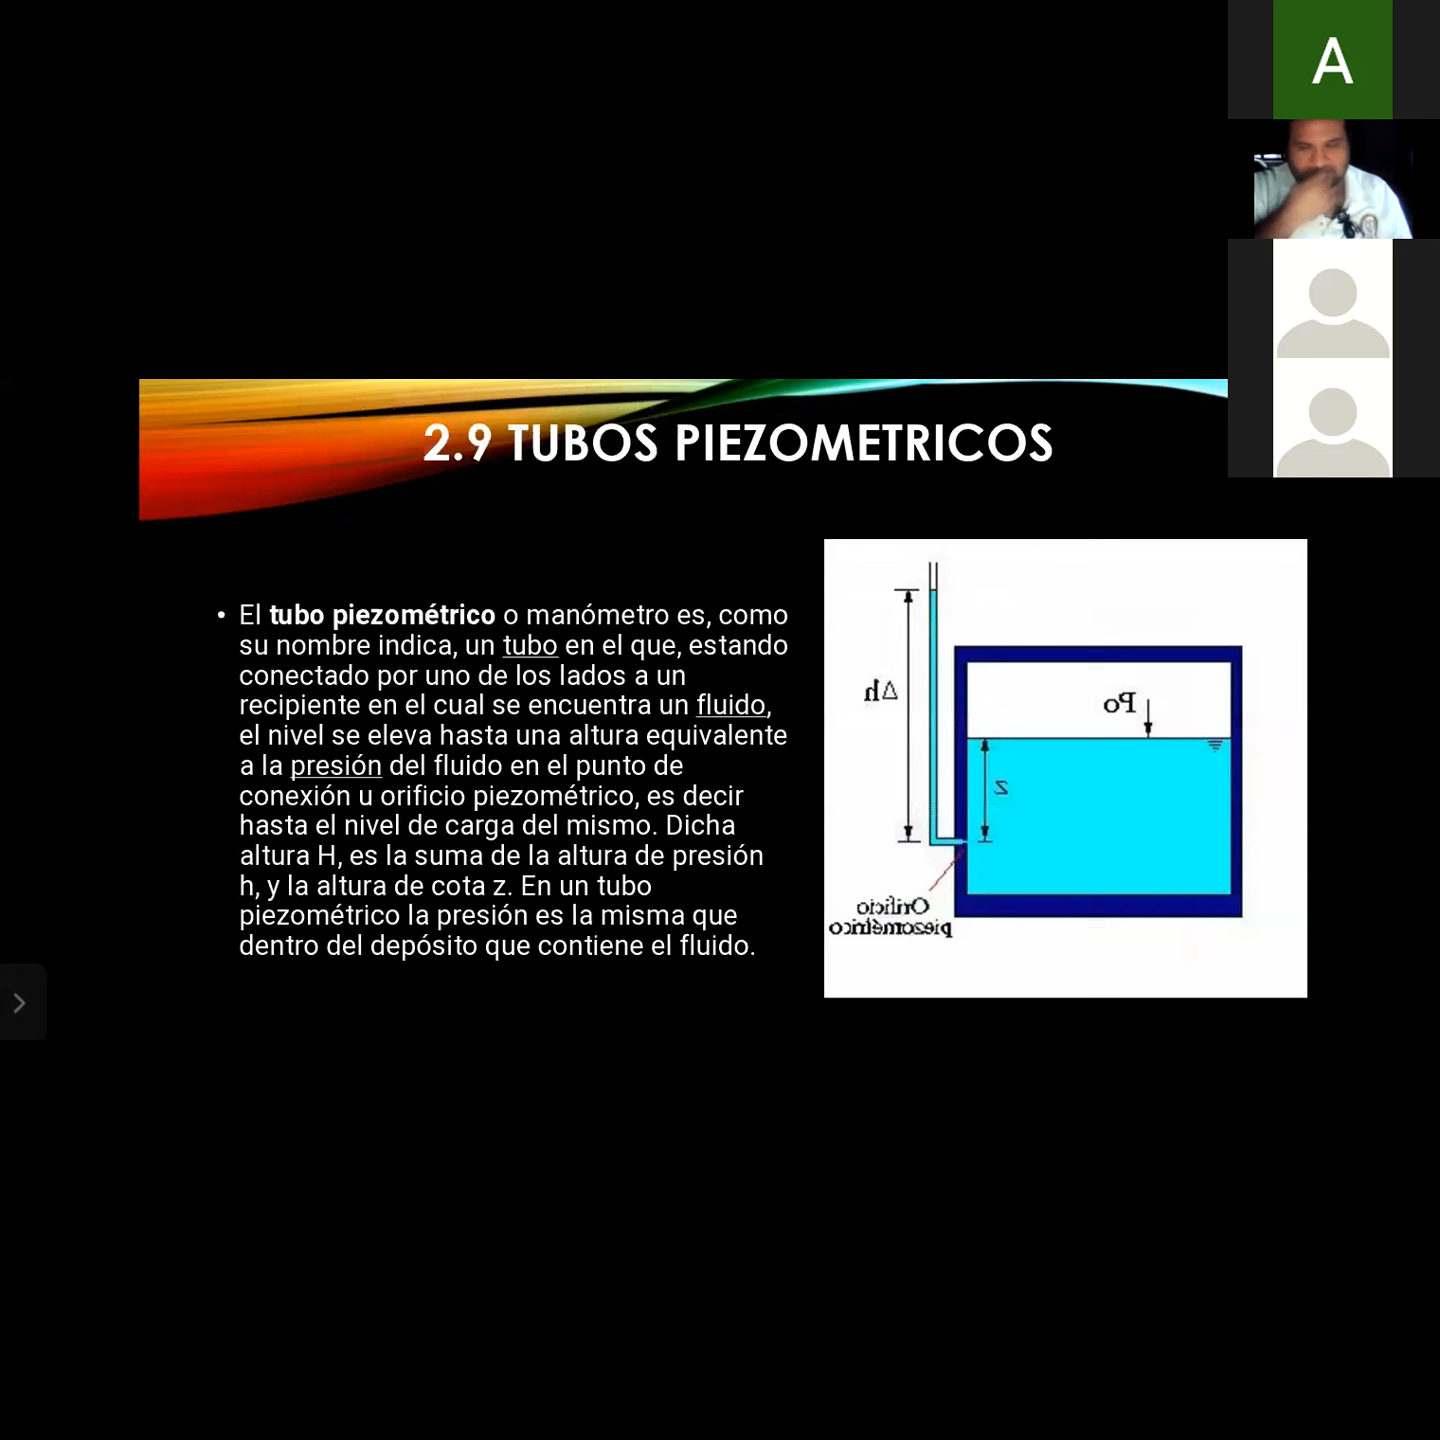 A
2.9 TUBOS PIEZOMETRICOS
• El tubo piezométrico o manómetro es, como
su nombre indica, un tubo en el que, estando
conectado por uno de los lados a un
recipiente en el cual se encuentra un fluido,
el nivel se eleva hasta una altura equivalente
a la presión del fluido en el punto de
conexión u orificio piezométrico, es decir
hasta el nivel de carga del mismo. Dicha
altura H, es la suma de la altura de presión
h, y la altura de cota z. En un tubo
piezométrico la presión es la misma que
dentro del depósito que contiene el fluido.
Δh
Po
z
Orificio
piezométrico